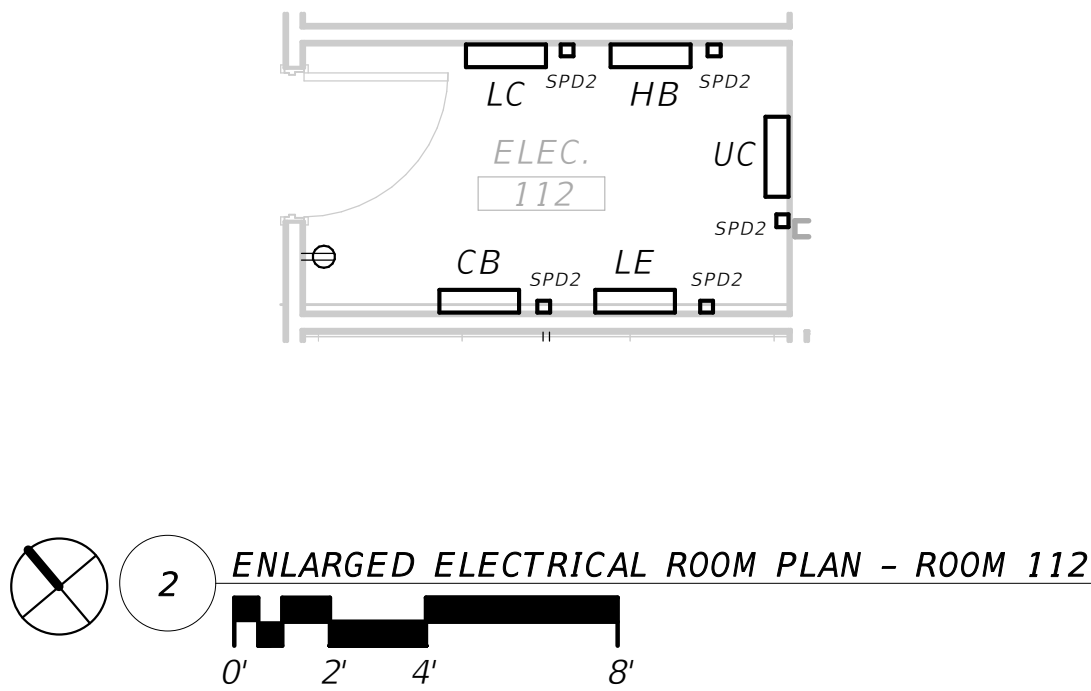 LC SPD2 HB SPD2
ELEC. UC
112
SPD2
CB SPD2 LE SPD2
2 ENLARGED ELECTRICAL ROOM PLAN - ROOM 112
0' 2' 4' 8'